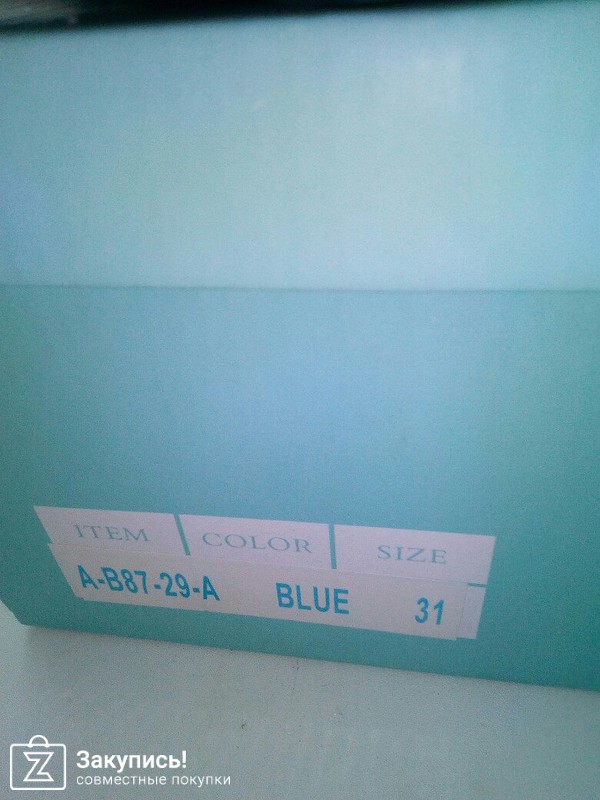 ITEM COLOR SIZE
A-B87-29-A BLUE 31
Закупись!
совместные покупки